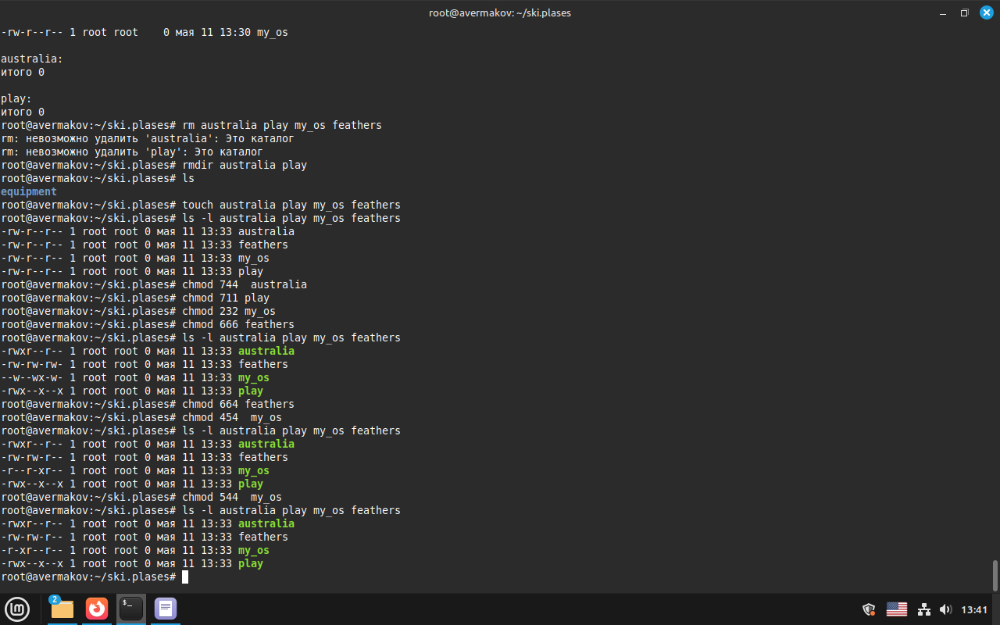 root@avermakov: ~/ski.plases
-rw-r--r-- 1 root root    0 мая 11 13:30 my_os
australia:
итого 0
play:
итого 0
root@avermakov:~/ski.plases# rm australia play my_os feathers
rm: невозможно удалить 'australia': Это каталог
rm: невозможно удалить 'play': Это каталог
root@avermakov:~/ski.plases# rmdir australia play
root@avermakov:~/ski.plases# ls
equipment
root@avermakov:~/ski.plases# touch australia play my_os feathers
root@avermakov:~/ski.plases# ls -l australia play my_os feathers
-rw-r--r-- 1 root root 0 мая 11 13:33 australia
-rw-r--r-- 1 root root 0 мая 11 13:33 feathers
-rw-r--r-- 1 root root 0 мая 11 13:33 my_os
-rw-r--r-- 1 root root 0 мая 11 13:33 play
root@avermakov:~/ski.plases# chmod 744  australia
root@avermakov:~/ski.plases# chmod 711 play
root@avermakov:~/ski.plases# chmod 232 my_os
root@avermakov:~/ski.plases# chmod 666 feathers
root@avermakov:~/ski.plases# ls -l australia play my_os feathers
-rwxr--r-- 1 root root 0 мая 11 13:33 australia
-rw-rw-rw- 1 root root 0 мая 11 13:33 feathers
--w--wx-w- 1 root root 0 мая 11 13:33 my_os
-rwx--x--x 1 root root 0 мая 11 13:33 play
root@avermakov:~/ski.plases# chmod 664 feathers
root@avermakov:~/ski.plases# chmod 454  my_os
root@avermakov:~/ski.plases# ls -l australia play my_os feathers
-rwxr--r-- 1 root root 0 мая 11 13:33 australia
-rw-rw-r-- 1 root root 0 мая 11 13:33 feathers
-r--r-xr-- 1 root root 0 мая 11 13:33 my_os
-rwx--x--x 1 root root 0 мая 11 13:33 play
root@avermakov:~/ski.plases# chmod 544  my_os
root@avermakov:~/ski.plases# ls -l australia play my_os feathers
-rwxr--r-- 1 root root 0 мая 11 13:33 australia
-rw-rw-r-- 1 root root 0 мая 11 13:33 feathers
-r-xr--r-- 1 root root 0 мая 11 13:33 my_os
-rwx--x--x 1 root root 0 мая 11 13:33 play
root@avermakov:~/ski.plases#
2
$_
13:41